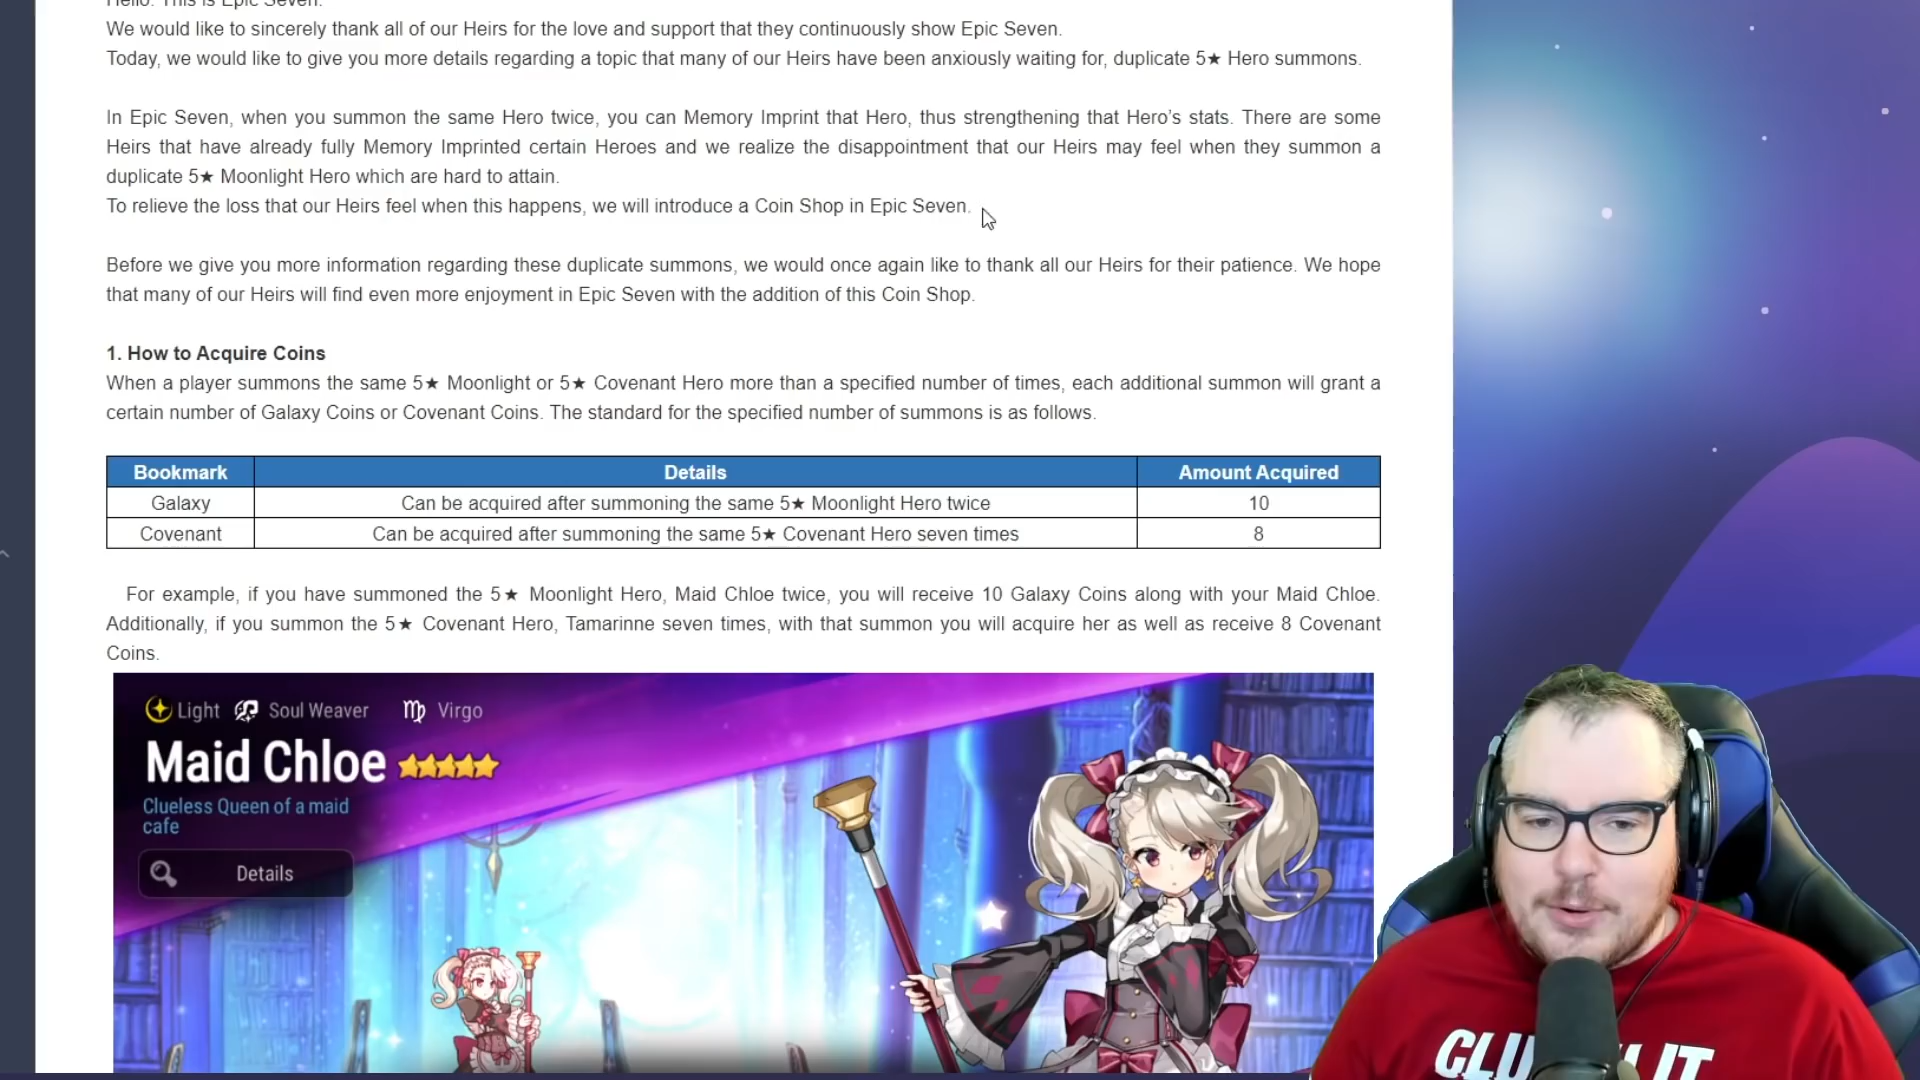 Hello. This is Epic Seven.
We would like to sincerely thank all of our Heirs for the love and support that they continuously show Epic Seven.
Today, we would like to give you more details regarding a topic that many of our Heirs have been anxiously waiting for, duplicate 5★ Hero summons.
In Epic Seven, when you summon the same Hero twice, you can Memory Imprint that Hero, thus strengthening that Hero's stats. There are some
Heirs that have already fully Memory Imprinted certain Heroes and we realize the disappointment that our Heirs may feel when they summon a
duplicate 5★ Moonlight Hero which are hard to attain.
To relieve the loss that our Heirs feel when this happens, we will introduce a Coin Shop in Epic Seven.
Before we give you more information regarding these duplicate summons, we would once again like to thank all our Heirs for their patience. We hope
that many of our Heirs will find even more enjoyment in Epic Seven with the addition of this Coin Shop.
1. How to Acquire Coins
When a player summons the same 5★ Moonlight or 5★ Covenant Hero more than a specified number of times, each additional summon will grant a
certain number of Galaxy Coins or Covenant Coins. The standard for the specified number of summons is as follows.
Bookmark Details Amount Acquired
Galaxy Can be acquired after summoning the same 5★ Moonlight Hero twice 10
Covenant Can be acquired after summoning the same 5★ Covenant Hero seven times 8
For example, if you have summoned the 5★ Moonlight Hero, Maid Chloe twice, you will receive 10 Galaxy Coins along with your Maid Chloe.
Additionally, if you summon the 5★ Covenant Hero, Tamarinne seven times, with that summon you will acquire her as well as receive 8 Covenant
Coins.
Light Soul Weaver Virgo
Maid Chloe
Clueless Queen of a maid
cafe
Details